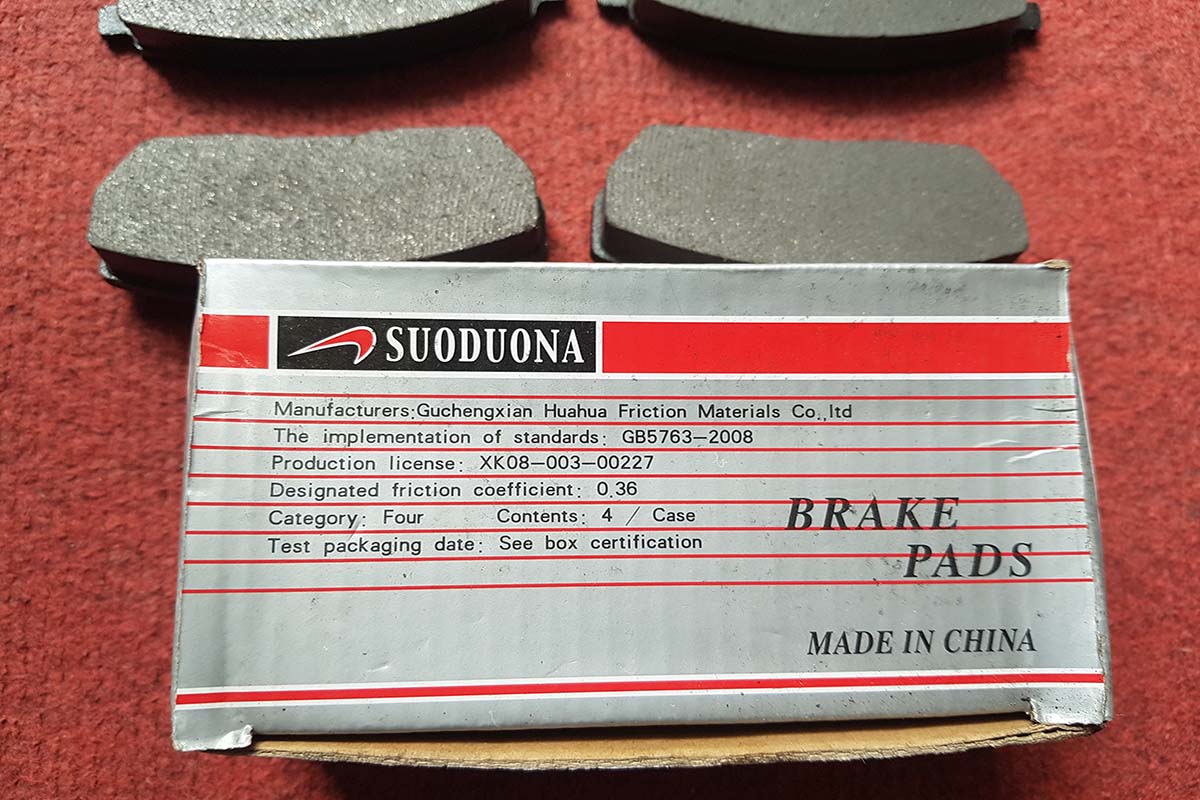 SUODUONA
Manufacturers:Guchengxian Huahua Friction Materials Co.,ltd
The implementation of standards: GB5763-2008
Production license: XK08-003-00227
Designated friction coefficient: 0.36
Category: Four Contents: 4 / Case
Test packaging date: See box certification
BRAKE
PADS
MADE IN CHINA